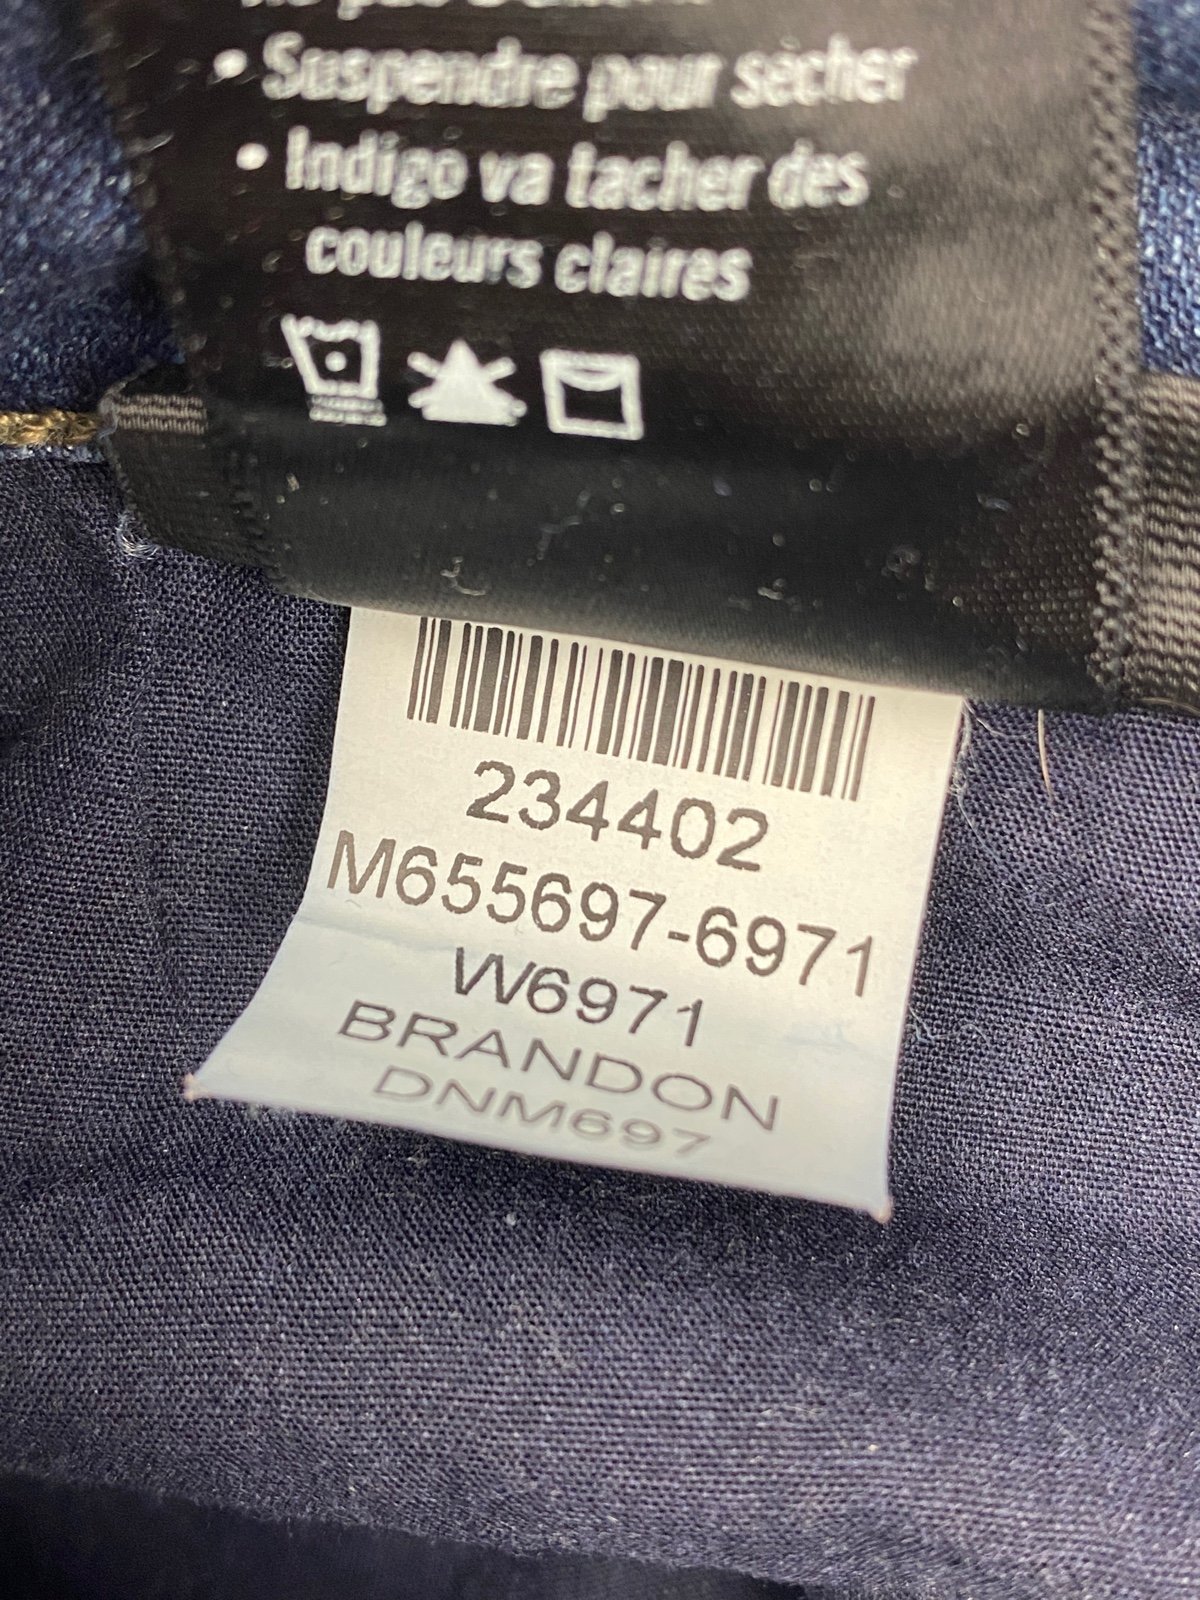 • Suspendre pour sécher
• Indigo va tacher des
couleurs claires
234402
M655697-6971
W6971
BRANDON
DNM697